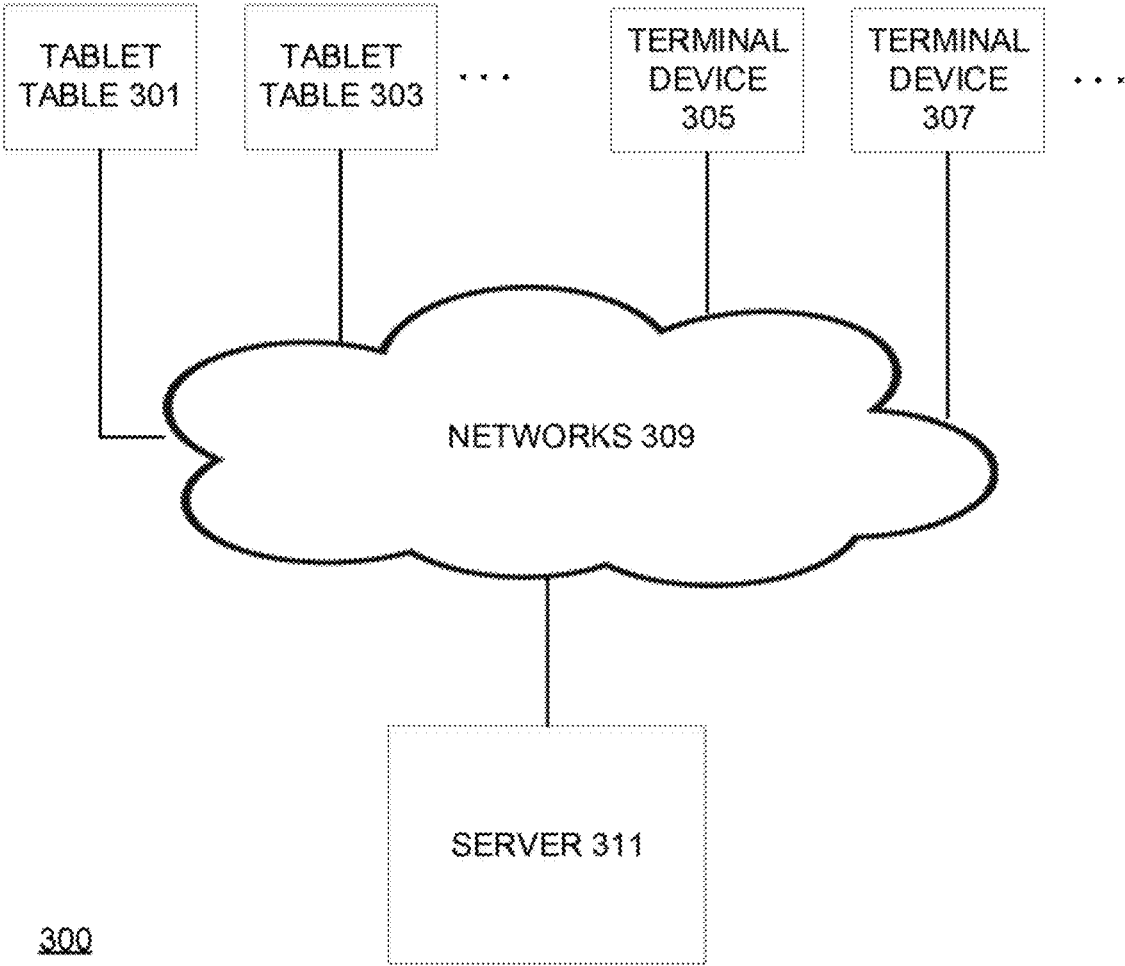 TABLET
TABLE 301
TABLET
TABLE 303
...
TERMINAL
DEVICE
305
TERMINAL
DEVICE
307
...
NETWORKS 309
SERVER 311
300